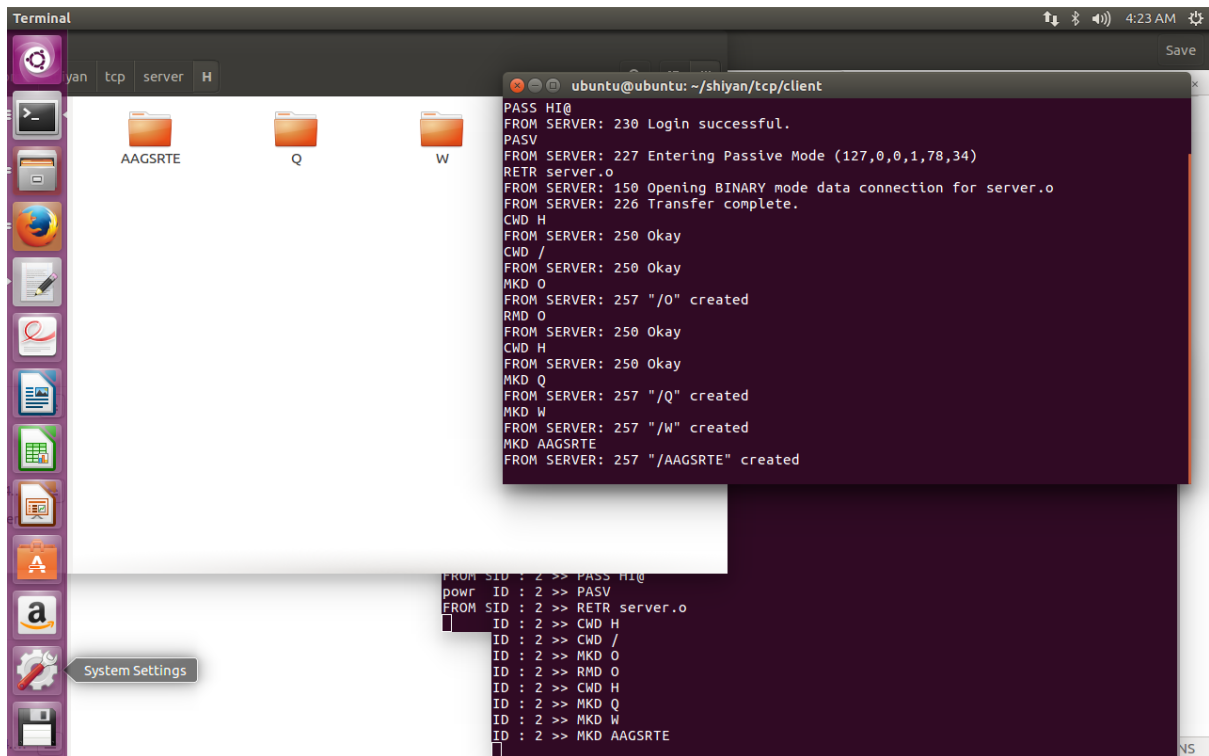 Terminal
4:23 AM
Save
yan tcp server H
ubuntu@ubuntu: ~/shiyan/tcp/client
AAGSRTE
Q
W
PASS HI@
FROM SERVER: 230 Login successful.
PASV
FROM SERVER: 227 Entering Passive Mode (127,0,0,1,78,34)
RETR server.o
FROM SERVER: 150 Opening BINARY mode data connection for server.o
FROM SERVER: 226 Transfer complete.
CWD H
FROM SERVER: 250 Okay
CWD /
FROM SERVER: 250 Okay
MKD O
FROM SERVER: 257 "/O" created
RMD O
FROM SERVER: 250 Okay
CWD H
FROM SERVER: 250 Okay
MKD Q
FROM SERVER: 257 "/Q" created
MKD W
FROM SERVER: 257 "/W" created
MKD AAGSRTE
FROM SERVER: 257 "/AAGSRTE" created
FROM SID : 2 >> PASS HI@
powr ID : 2 >> PASV
FROM SID : 2 >> RETR server.o
ID : 2 >> CWD H
ID : 2 >> CWD /
ID : 2 >> MKD O
ID : 2 >> RMD O
ID : 2 >> CWD H
ID : 2 >> MKD Q
ID : 2 >> MKD W
ID : 2 >> MKD AAGSRTE
System Settings
NS